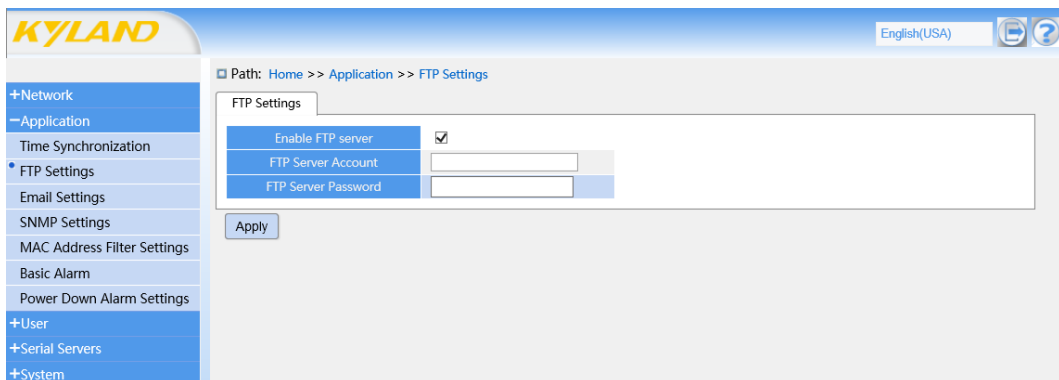 KYLAND
English(USA)
Path: Home >> Application >> FTP Settings
+Network
-Application
Time Synchronization
FTP Settings
Email Settings
SNMP Settings
MAC Address Filter Settings
Basic Alarm
Power Down Alarm Settings
+User
+Serial Servers
+System
FTP Settings
Enable FTP server
FTP Server Account
FTP Server Password
Apply